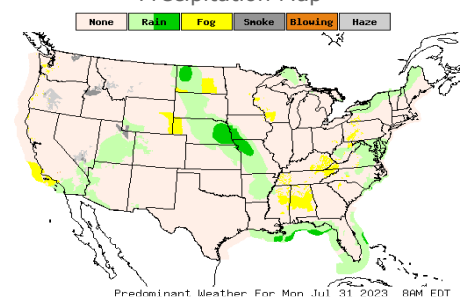 Precipitation Map
None Rain Fog Smoke Blowing Haze
Predominant Weather For Mon Jul 31 2023 8AM EDT